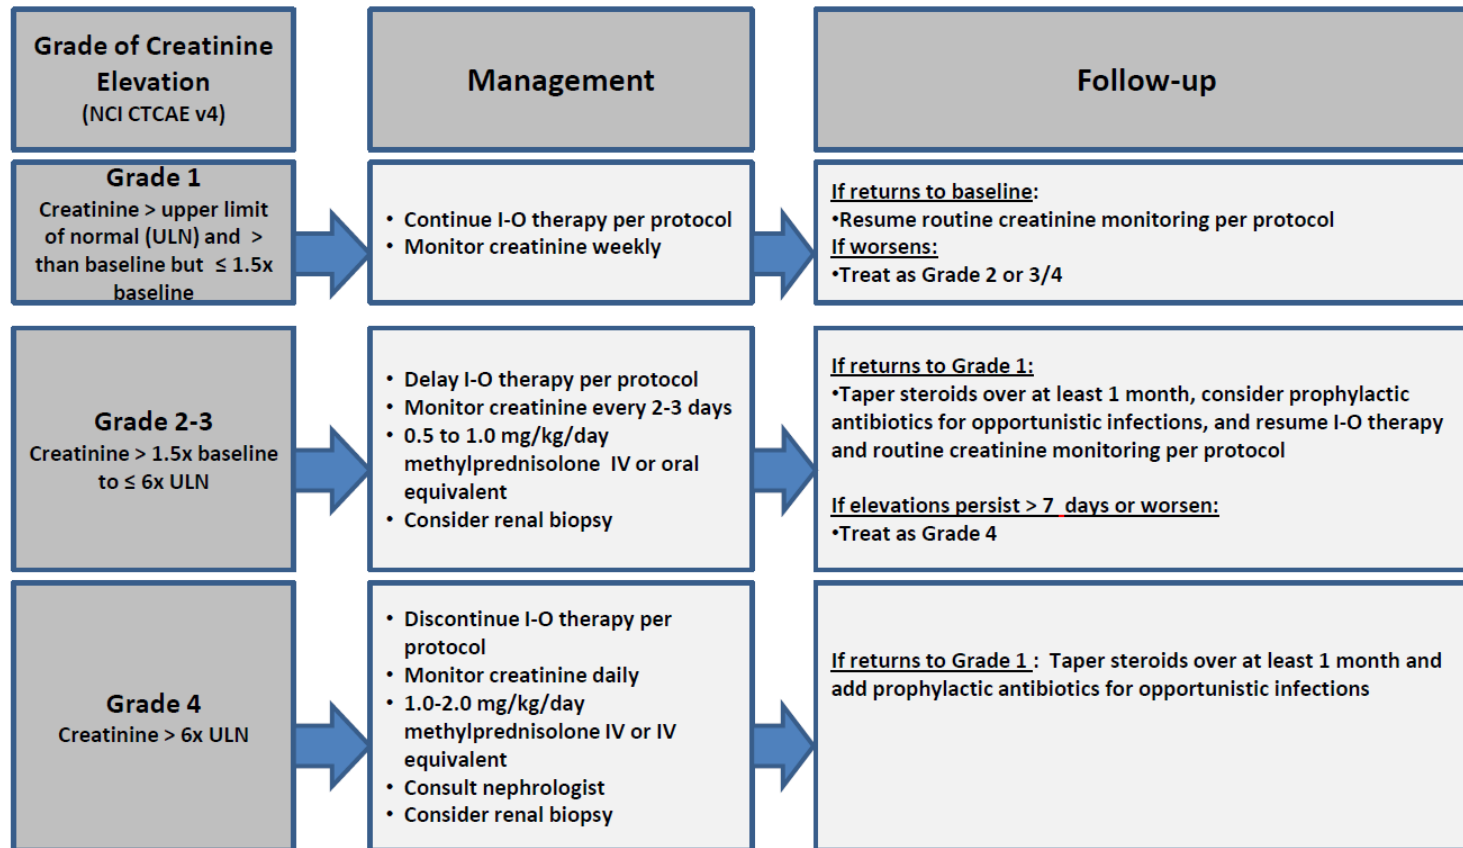 Grade of Creatinine
Elevation
(NCI CTCAE v4)
Management
Follow-up
Grade 1
Creatinine > upper limit
of normal (ULN) and >
than baseline but ≤ 1.5x
baseline
• Continue I-O therapy per protocol
• Monitor creatinine weekly
If returns to baseline:
•Resume routine creatinine monitoring per protocol
If worsens:
•Treat as Grade 2 or 3/4
Grade 2-3
Creatinine > 1.5x baseline
to ≤ 6x ULN
• Delay I-O therapy per protocol
• Monitor creatinine every 2-3 days
• 0.5 to 1.0 mg/kg/day
methylprednisolone IV or oral
equivalent
• Consider renal biopsy
If returns to Grade 1:
•Taper steroids over at least 1 month, consider prophylactic
antibiotics for opportunistic infections, and resume I-O therapy
and routine creatinine monitoring per protocol
If elevations persist > 7 days or worsen:
•Treat as Grade 4
Grade 4
Creatinine > 6x ULN
• Discontinue I-O therapy per
protocol
• Monitor creatinine daily
• 1.0-2.0 mg/kg/day
methylprednisolone IV or IV
equivalent
• Consult nephrologist
• Consider renal biopsy
If returns to Grade 1 : Taper steroids over at least 1 month and
add prophylactic antibiotics for opportunistic infections